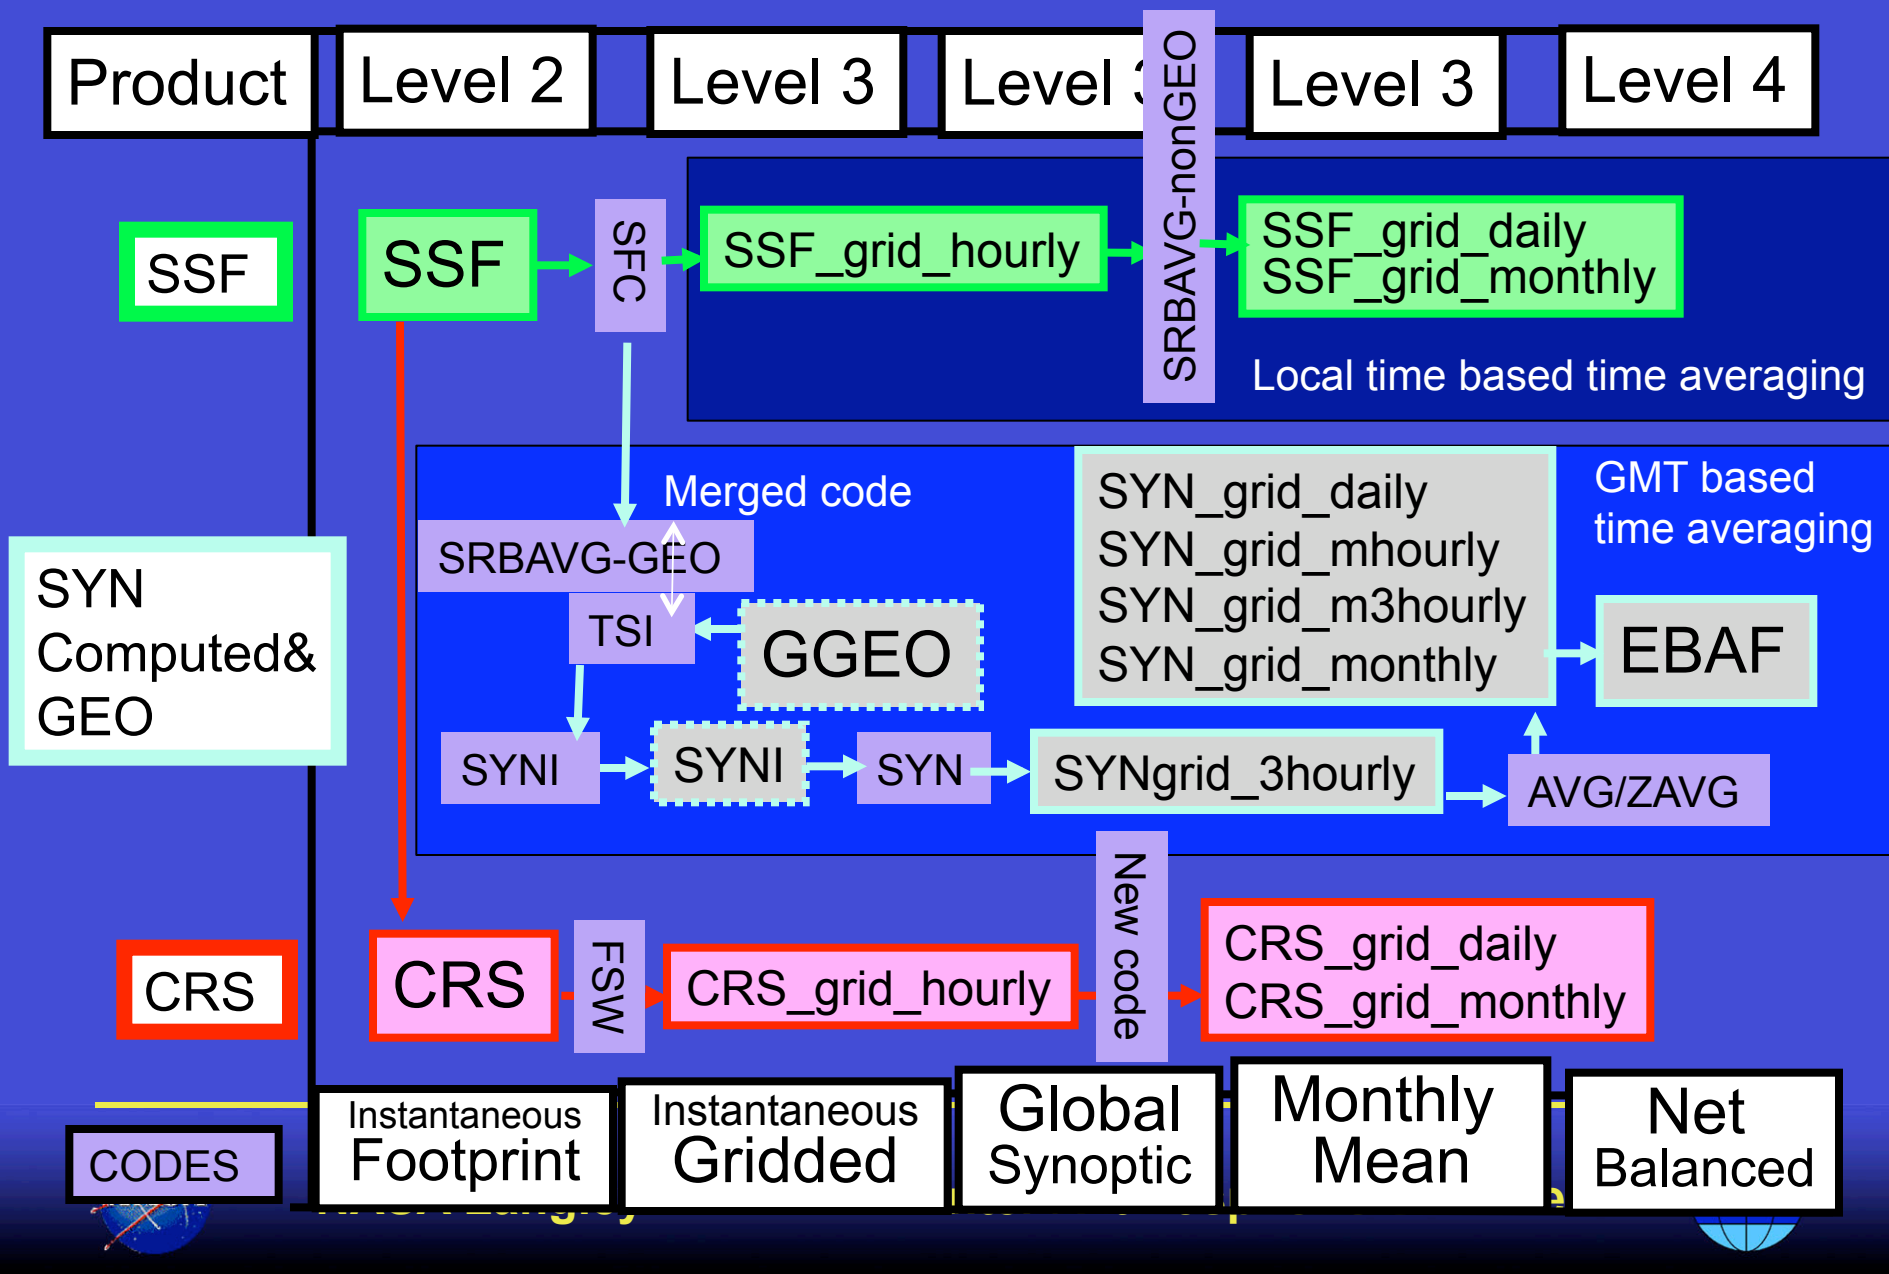 Product
Level 2
Level 3
Level 3
Level 3
Level 4
SSF
SSF
SFC
SSF_grid_hourly
SRBAVG-nonGEO
SSF_grid_daily
SSF_grid_monthly
Local time based time averaging
SYN
Computed&
GEO
Merged code
SRBAVG-GEO
TSI
GGEO
SYN_grid_daily
SYN_grid_mhourly
SYN_grid_m3hourly
SYN_grid_monthly
GMT based
time averaging
EBAF
SYNI
SYNI
SYN
SYNgrid_3hourly
AVG/ZAVG
CRS
CRS
FSW
CRS_grid_hourly
New code
CRS_grid_daily
CRS_grid_monthly
CODES
Instantaneous
Footprint
Instantaneous
Gridded
Global
Synoptic
Monthly
Mean
Net
Balanced